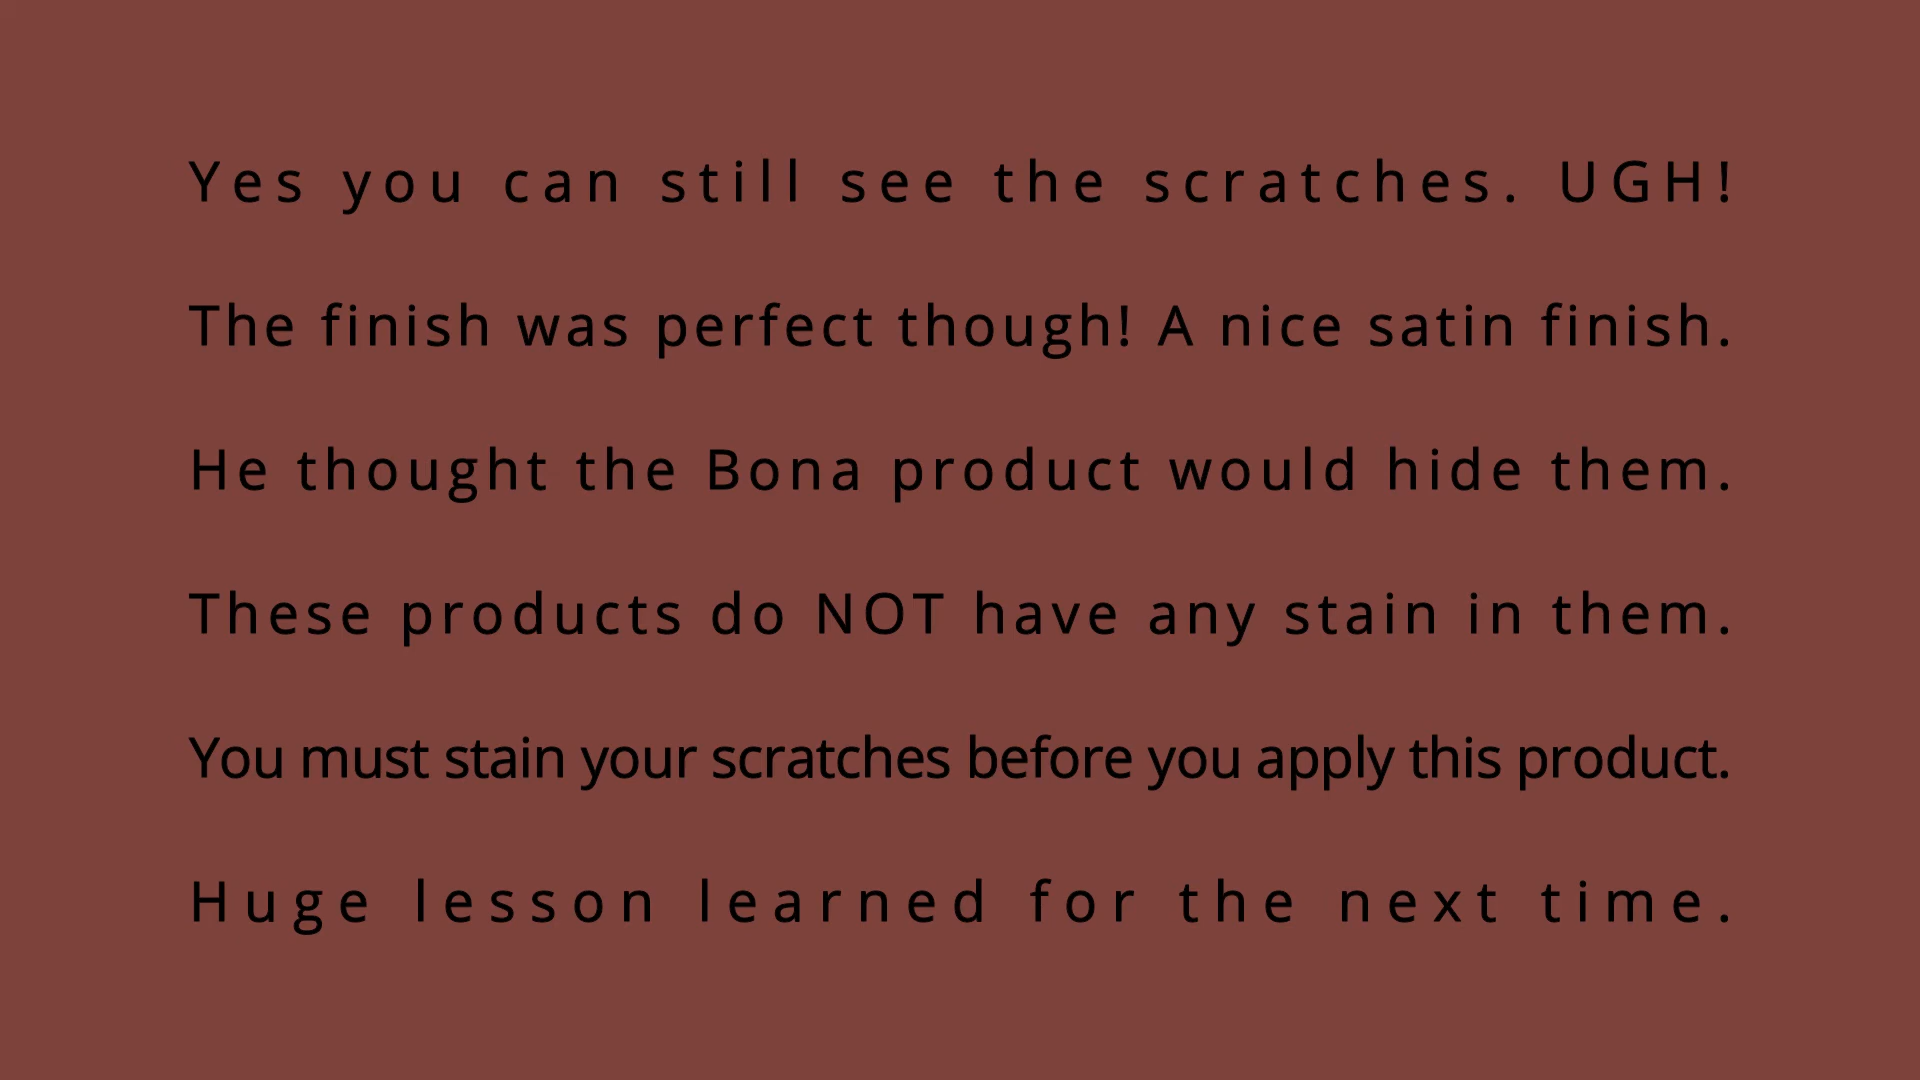 Yes you can still see the scratches. UGH!
The finish was perfect though! A nice satin finish.
He thought the Bona product would hide them.
These products do NOT have any stain in them.
You must stain your scratches before you apply this product.
Huge lesson learned for the next time.